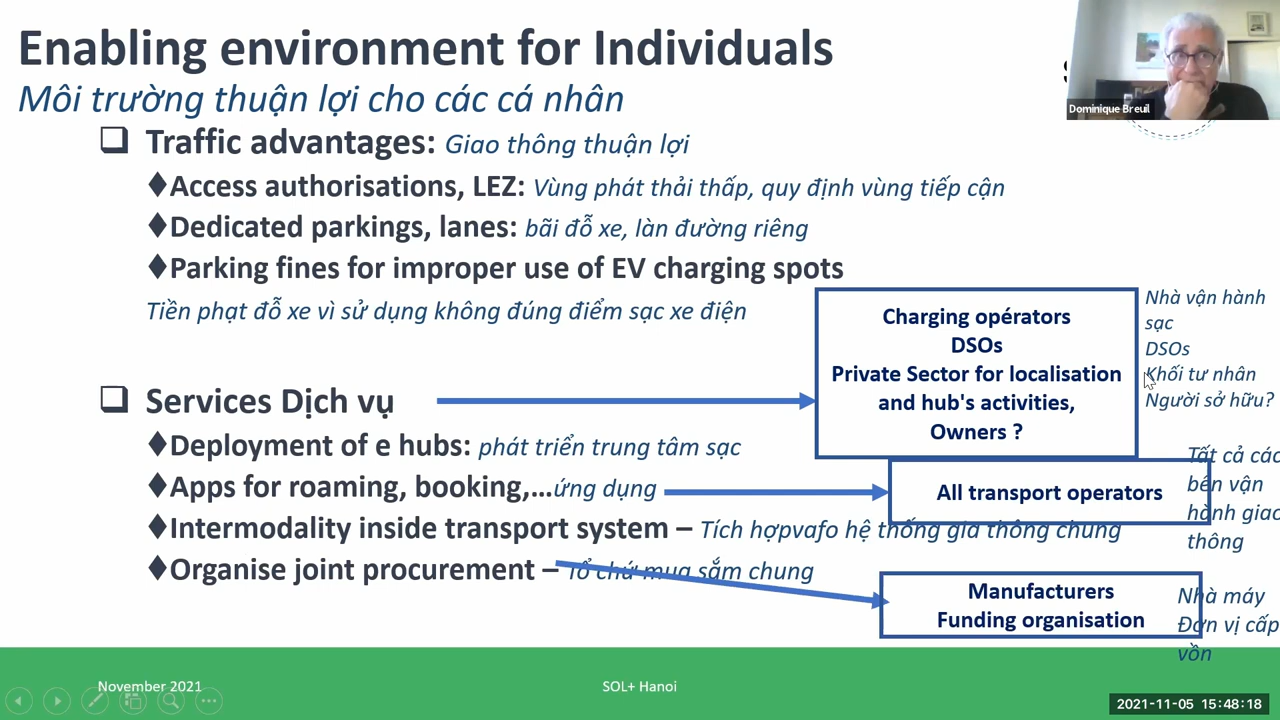 Enabling environment for Individuals
Môi trường thuận lợi cho các cá nhân
Dominique Breuil
Traffic advantages: Giao thông thuận lợi
Access authorisations, LEZ: Vùng phát thải thấp, quy định vùng tiếp cận
Dedicated parkings, lanes: bãi đỗ xe, làn đường riêng
Parking fines for improper use of EV charging spots
Tiền phạt đỗ xe vì sử dụng không đúng điểm sạc xe điện
Charging opérators
DSOs
Private Sector for localisation
and hub's activities,
Owners ?
Nhà vận hành
sạc
DSOs
Khối tư nhân
Người sở hữu?
Services Dịch vụ
Deployment of e hubs: phát triển trung tâm sạc
Apps for roaming, booking,...ứng dụng
All transport operators
Tất cả các
bên vận
hành giao
thông
Intermodality inside transport system – Tích hợpvafo hệ thống gia thông chung
Organise joint procurement – Tổ chứ mua sắm chung
Manufacturers
Funding organisation
Nhà máy
Đơn vị cấp
vồn
November 2021
SOL+ Hanoi
2021-11-05 15:48:18